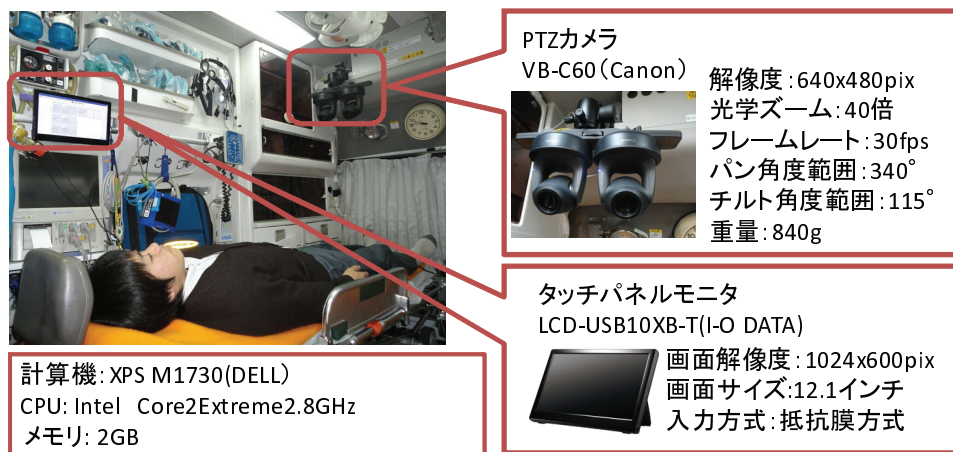 PTZカメラ
VB-C60（Canon）
解像度：640x480pix
光学ズーム：40倍
フレームレート：30fps
パン角度範囲：340°
チルト角度範囲：115°
重量：840g
タッチパネルモニタ
LCD-USB10XB-T(I-O DATA)
画面解像度：1024x600pix
画面サイズ:12.1インチ
入力方式：抵抗膜方式
計算機：XPS M1730(DELL）
CPU: Intel Core2Extreme2.8GHz
メモリ: 2GB